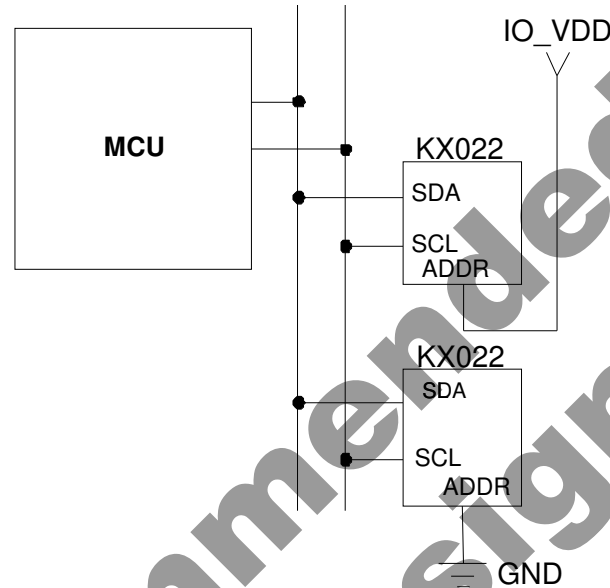 IO_VDD
MCU
KX022
SDA
SCL
ADDR
KX022
SDA
SCL
ADDR
GND